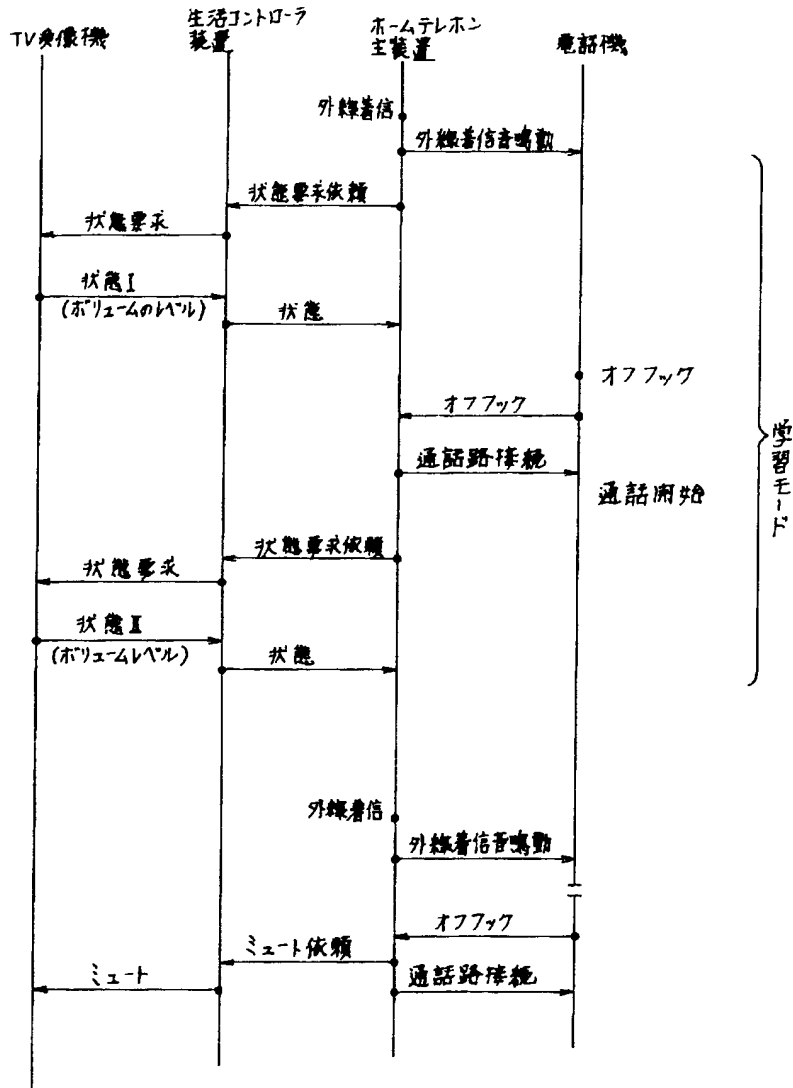 TV映像機
生活コントローラ
装置
ホームテレホン
主装置
電話機
外線着信
外線着信音鳴動
状態要求依頼
状態要求
状態I
(ボリュームのレベル)
状態
オフフック
オフフック
通話路接続
通話開始
学習モード
状態要求依頼
状態要求
状態II
(ボリュームレベル)
状態
外線着信
外線着信音鳴動
オフフック
ミュート依頼
ミュート
通話路接続